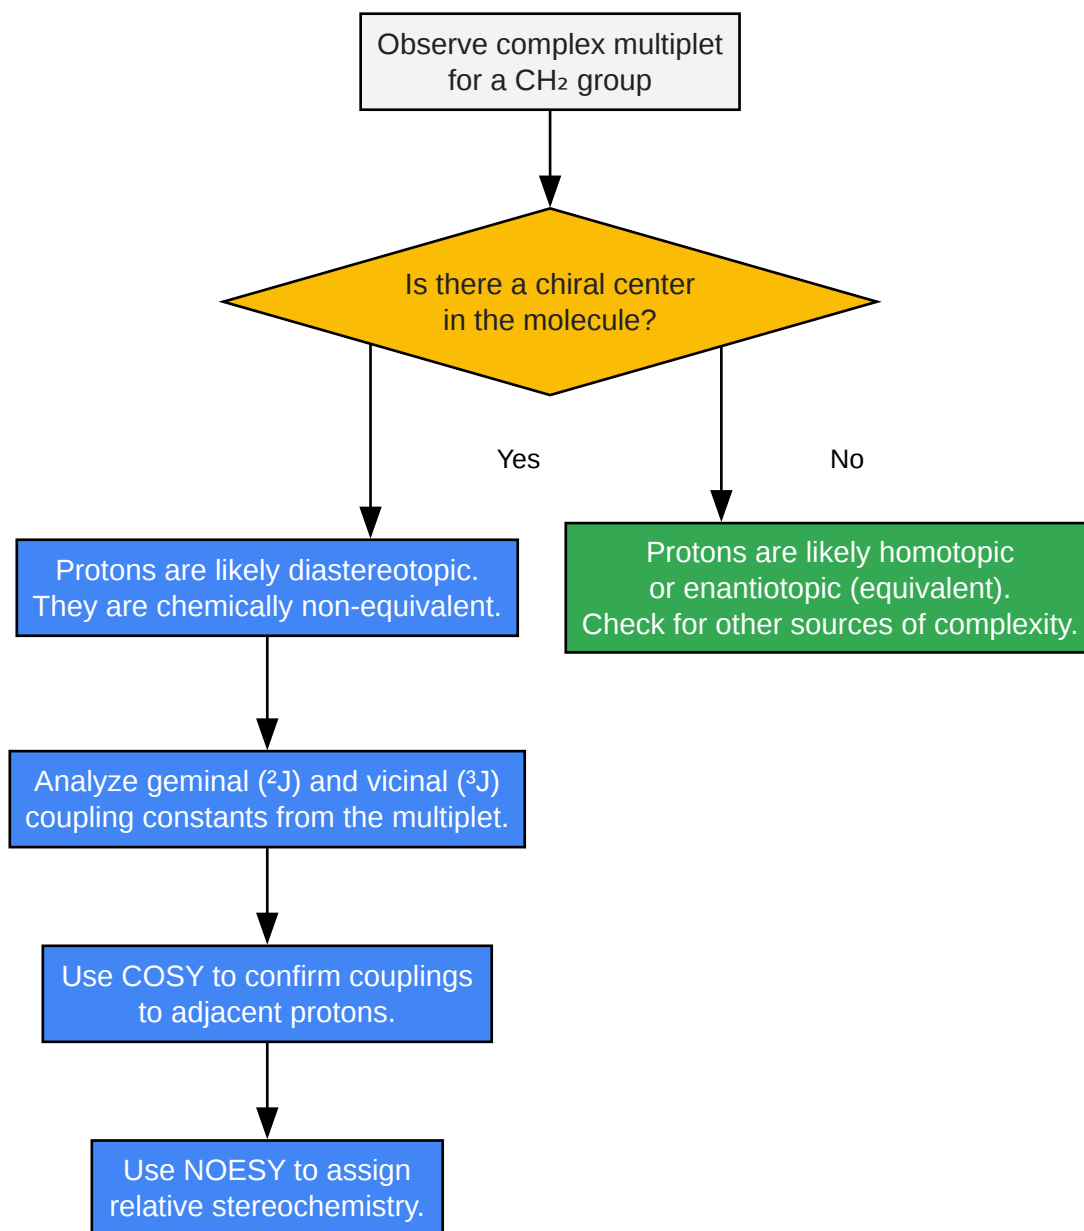 Observe complex multiplet
for a CH₂ group
Is there a chiral center
in the molecule?
Yes
No
Protons are likely diastereotopic.
They are chemically non-equivalent.
Protons are likely homotopic
or enantiotopic (equivalent).
Check for other sources of complexity.
Analyze geminal (²J) and vicinal (³J)
coupling constants from the multiplet.
Use COSY to confirm couplings
to adjacent protons.
Use NOESY to assign
relative stereochemistry.